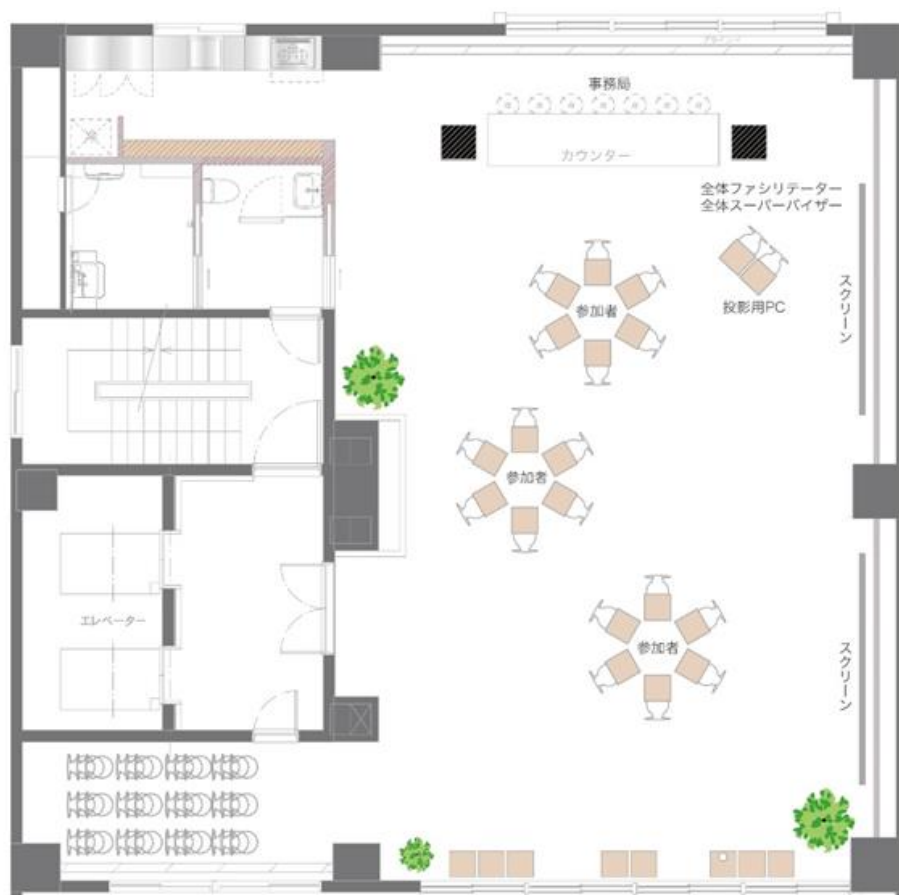 事務局
カウンター
全体ファシリテーター
全体スーパーバイザー
スクリーン
参加者
投影用PC
参加者
エレベーター
参加者
スクリーン